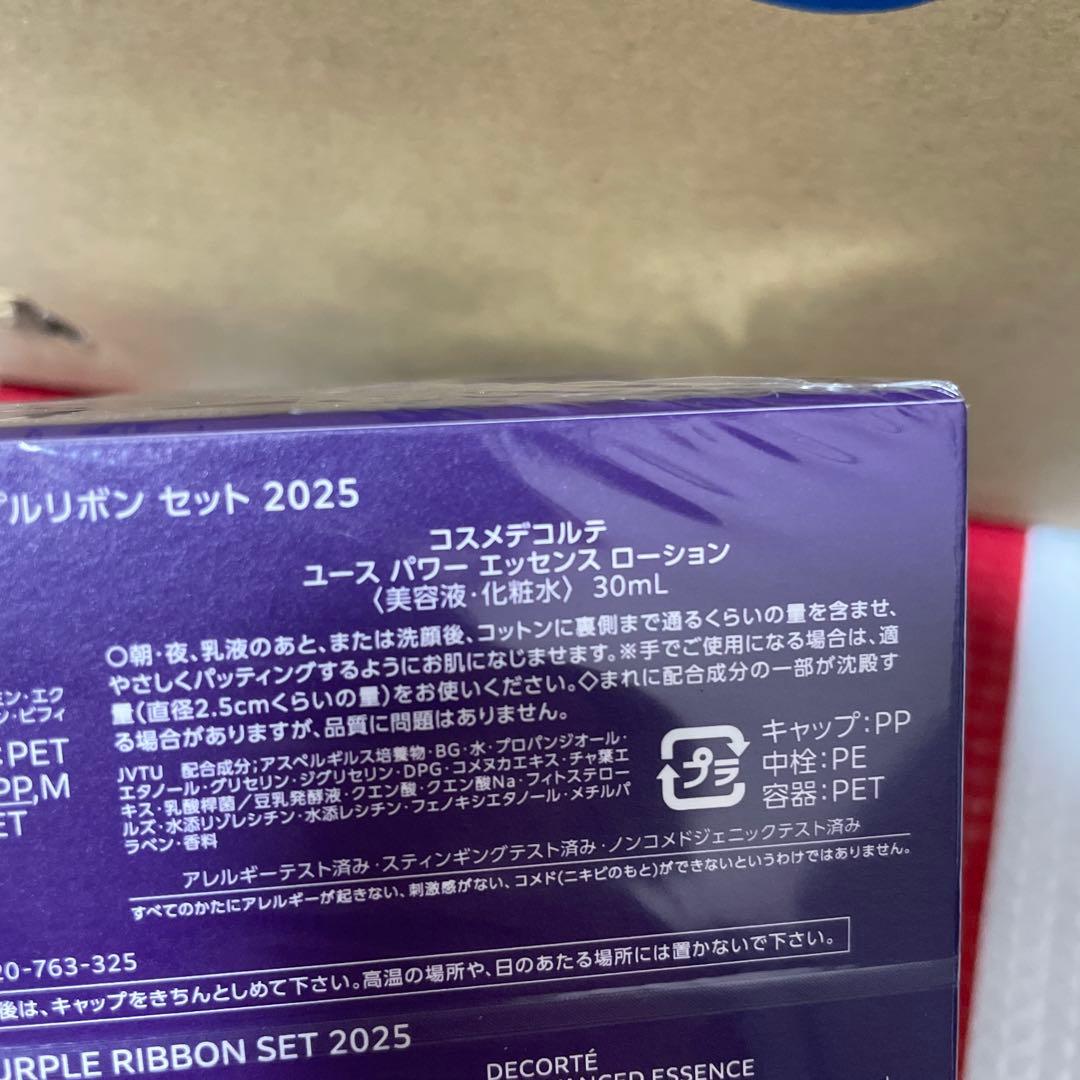 プルリボン セット 2025
コスメデコルテ
ユース パワー エッセンス ローション
〈美容液・化粧水〉 30mL
○朝・夜、乳液のあと、または洗顔後、コットンに裏側まで通るくらいの量を含ませ、
やさしくパッティングするようにお肌になじませます。※手でご使用になる場合は、適
量(直径2.5cmくらいの量)をお使いください。◇まれに配合成分の一部が沈殿す
る場合がありますが、品質に問題はありません。
ミン・エク
ン・ビフィ
:PET
PP,M
ET
JVTU 配合成分;アスペルギルス培養物・BG・水・プロパンジオール・
エタノール・グリセリン・ジグリセリン・DPG・コメヌカエキス・チャ葉エ
キス・乳酸桿菌/豆乳発酵液・クエン酸・クエン酸Na・フィトステロー
ルズ・水添リゾレシチン・水添レシチン・フェノキシエタノール・メチルパ
ラベン・香料
プラ
キャップ:PP
中栓:PE
容器:PET
アレルギーテスト済み・スティンギングテスト済み・ノンコメドジェニックテスト済み
すべてのかたにアレルギーが起きない、刺激感がない、コメド(ニキビのもと)ができないというわけではありません。
20-763-325
後は、キャップをきちんとしめて下さい。高温の場所や、日のあたる場所には置かないで下さい。
URPLE RIBBON SET 2025
DECORTÉ
ANCED ESSENCE